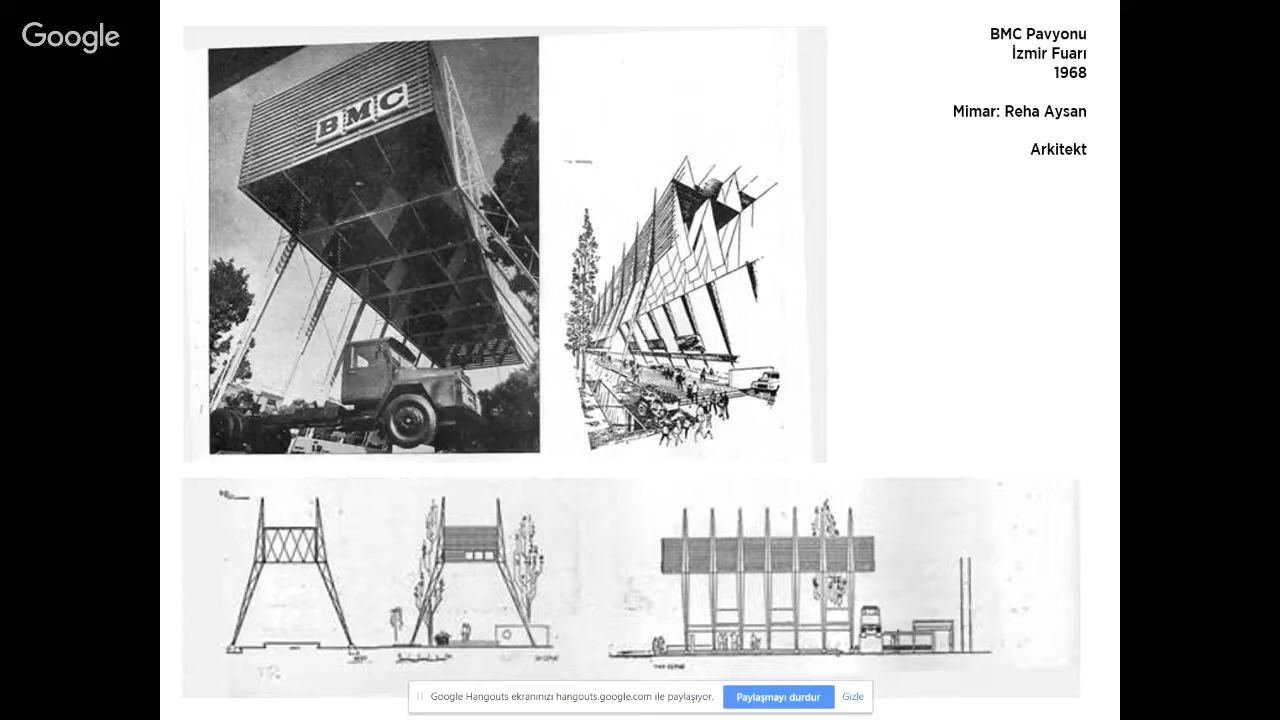 Google
BMC Pavyonu
İzmir Fuarı
1968
Mimar: Reha Aysan
Arkitekt
BMC
Google Hangouts ekranınızı hangouts.google.com ile paylaşıyor.
Paylaşmayı durdur
Gizle